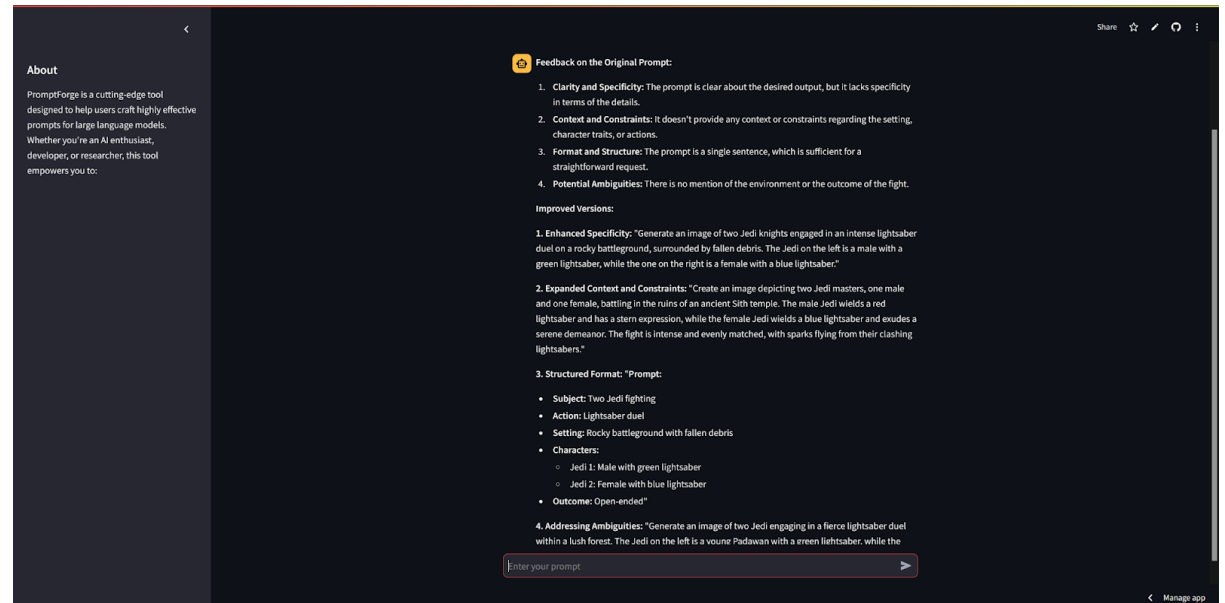 Share
About
PromptForge is a cutting-edge tool
designed to help users craft highly effective
prompts for large language models.
Whether you're an AI enthusiast,
developer, or researcher, this tool
empowers you to:
Feedback on the Original Prompt:
1. Clarity and Specificity: The prompt is clear about the desired output, but it lacks specificity
in terms of the details.
2. Context and Constraints: It doesn't provide any context or constraints regarding the setting,
character traits, or actions.
3. Format and Structure: The prompt is a single sentence, which is sufficient for a
straightforward request.
4. Potential Ambiguities: There is no mention of the environment or the outcome of the fight.
Improved Versions:
1. Enhanced Specificity: "Generate an image of two Jedi knights engaged in an intense lightsaber
duel on a rocky battleground, surrounded by fallen debris. The Jedi on the left is a male with a
green lightsaber, while the one on the right is a female with a blue lightsaber."
2. Expanded Context and Constraints: "Create an image depicting two Jedi masters, one male
and one female, battling in the ruins of an ancient Sith temple. The male Jedi wields a red
lightsaber and has a stern expression, while the female Jedi wields a blue lightsaber and exudes a
serene demeanor. The fight is intense and evenly matched, with sparks flying from their clashing
lightsabers."
3. Structured Format: "Prompt:
• Subject: Two Jedi fighting
• Action: Lightsaber duel
• Setting: Rocky battleground with fallen debris
• Characters:
○ Jedi 1: Male with green lightsaber
○ Jedi 2: Female with blue lightsaber
• Outcome: Open-ended"
4. Addressing Ambiguities: "Generate an image of two Jedi engaging in a fierce lightsaber duel
within a lush forest. The Jedi on the left is a young Padawan with a green lightsaber, while the
Enter your prompt
Manage app